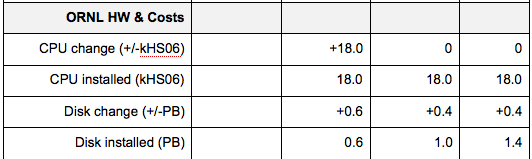 ORNL HW & Costs
CPU change (+/-kHS06) +18.0 0 0
CPU installed (kHS06) 18.0 18.0 18.0
Disk change (+/-PB) +0.6 +0.4 +0.4
Disk installed (PB) 0.6 1.0 1.4